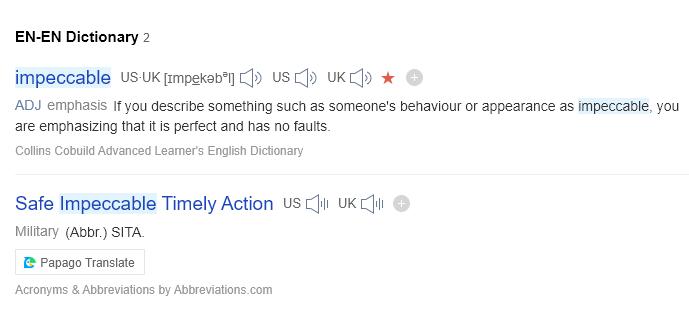 EN-EN Dictionary 2
impeccable US·UK [ɪmpe̱kəbᵊl] US UK
ADJ emphasis If you describe something such as someone's behaviour or appearance as impeccable, you
are emphasizing that it is perfect and has no faults.
Collins Cobuild Advanced Learner's English Dictionary
Safe Impeccable Timely Action US UK
Military (Abbr.) SITA.
Papago Translate
Acronyms & Abbreviations by Abbreviations.com